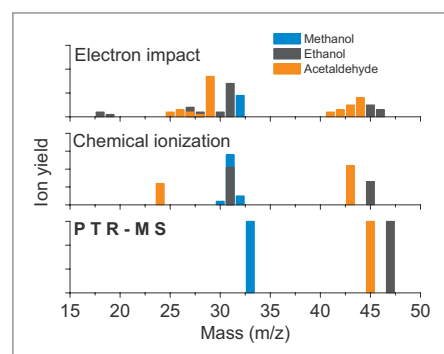 Methanol
Electron impact
Ethanol
Acetaldehyde
Ion yield
Chemical ionization
PTR-MS
15 20 25 30 35 40 45 50
Mass (m/z)